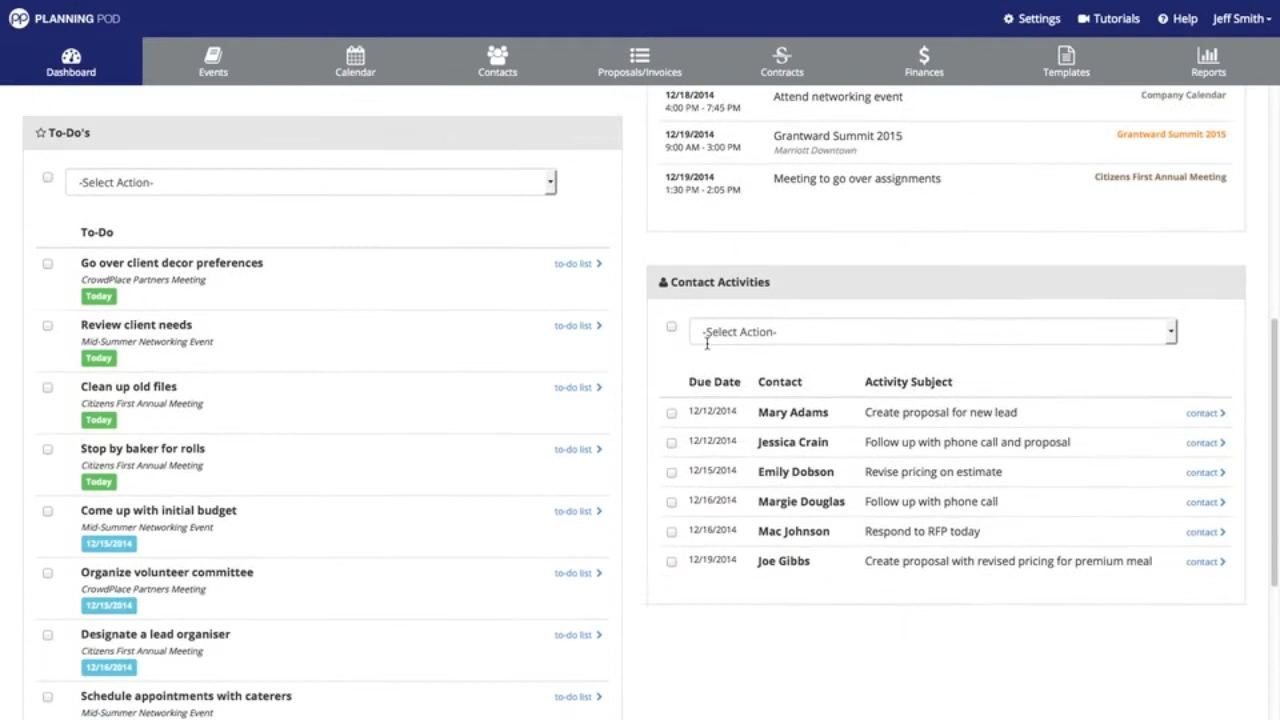 PLANNING POD
Settings Tutorials Help Jeff Smith
Dashboard Events Calendar Contacts Proposals/Invoices Contracts Finances Templates Reports
To-Do's
-Select Action-
To-Do
Go over client decor preferences to-do list
CrowdPlace Partners Meeting
Today
Review client needs to-do list
Mid-Summer Networking Event
Today
Clean up old files to-do list
Citizens First Annual Meeting
Today
Stop by baker for rolls to-do list
Citizens First Annual Meeting
Today
Come up with initial budget to-do list
Mid-Summer Networking Event
12/15/2014
Organize volunteer committee to-do list
CrowdPlace Partners Meeting
12/15/2014
Designate a lead organiser to-do list
Citizens First Annual Meeting
12/16/2014
Schedule appointments with caterers to-do list
Mid-Summer Networking Event
12/18/2014 Attend networking event Company Calendar
4:00 PM - 7:45 PM
12/19/2014 Grantward Summit 2015 Grantward Summit 2015
9:00 AM - 3:00 PM Marriott Downtown
12/19/2014 Meeting to go over assignments Citizens First Annual Meeting
1:30 PM - 2:05 PM
Contact Activities
-Select Action-
Due Date Contact Activity Subject
12/12/2014 Mary Adams Create proposal for new lead contact
12/12/2014 Jessica Crain Follow up with phone call and proposal contact
12/15/2014 Emily Dobson Revise pricing on estimate contact
12/16/2014 Margie Douglas Follow up with phone call contact
12/16/2014 Mac Johnson Respond to RFP today contact
12/19/2014 Joe Gibbs Create proposal with revised pricing for premium meal contact